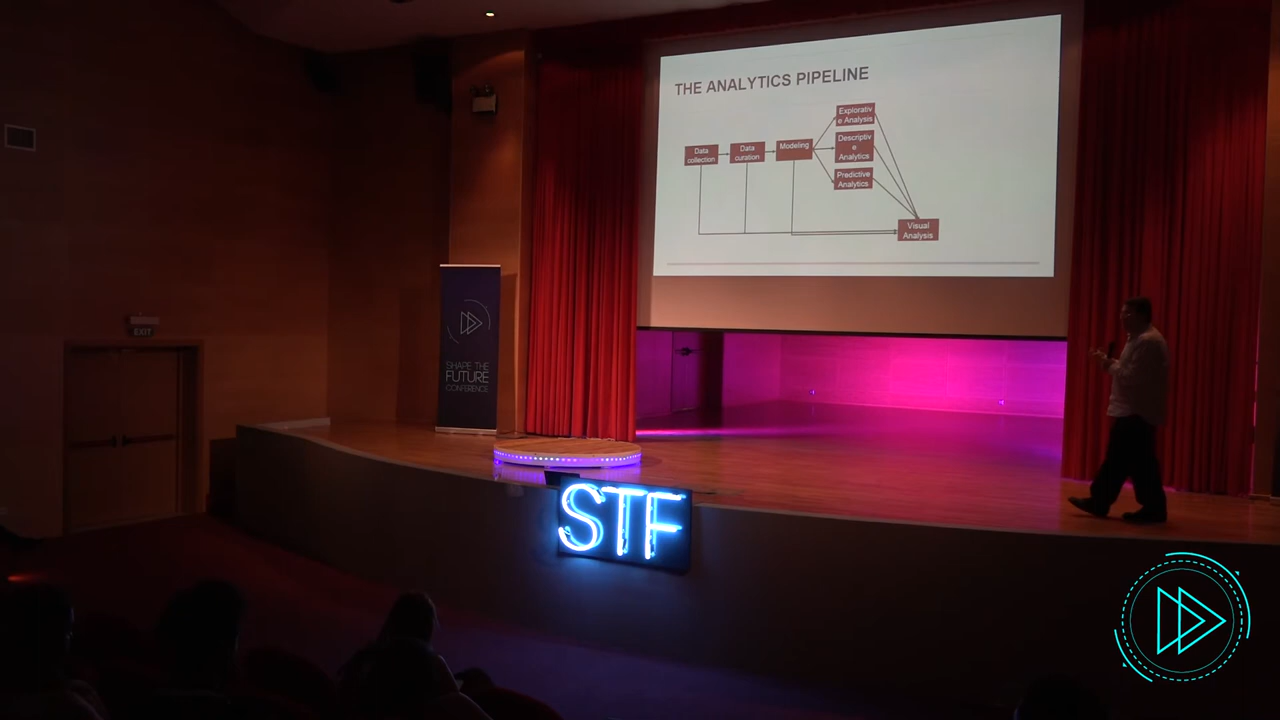 THE ANALYTICS PIPELINE
Data
collection
Data
curation
Modeling
Explorativ
e Analysis
Descriptiv
e
Analytics
Predictive
Analytics
Visual
Analysis
EXIT
SHAPE THE
FUTURE
CONFERENCE
STF